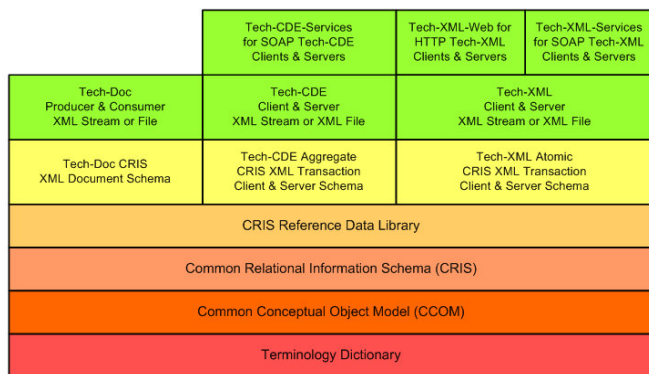 Tech-CDE-Services
for SOAP Tech-CDE
Clients & Servers
Tech-XML-Web for
HTTP Tech-XML
Clients & Servers
Tech-XML-Services
for SOAP Tech-XML
Clients & Servers
Tech-Doc
Producer & Consumer
XML Stream or File
Tech-CDE
Client & Server
XML Stream or XML File
Tech-XML
Client & Server
XML Stream or XML File
Tech-Doc CRIS
XML Document Schema
Tech-CDE Aggregate
CRIS XML Transaction
Client & Server Schema
Tech-XML Atomic
CRIS XML Transaction
Client & Server Schema
CRIS Reference Data Library
Common Relational Information Schema (CRIS)
Common Conceptual Object Model (CCOM)
Terminology Dictionary